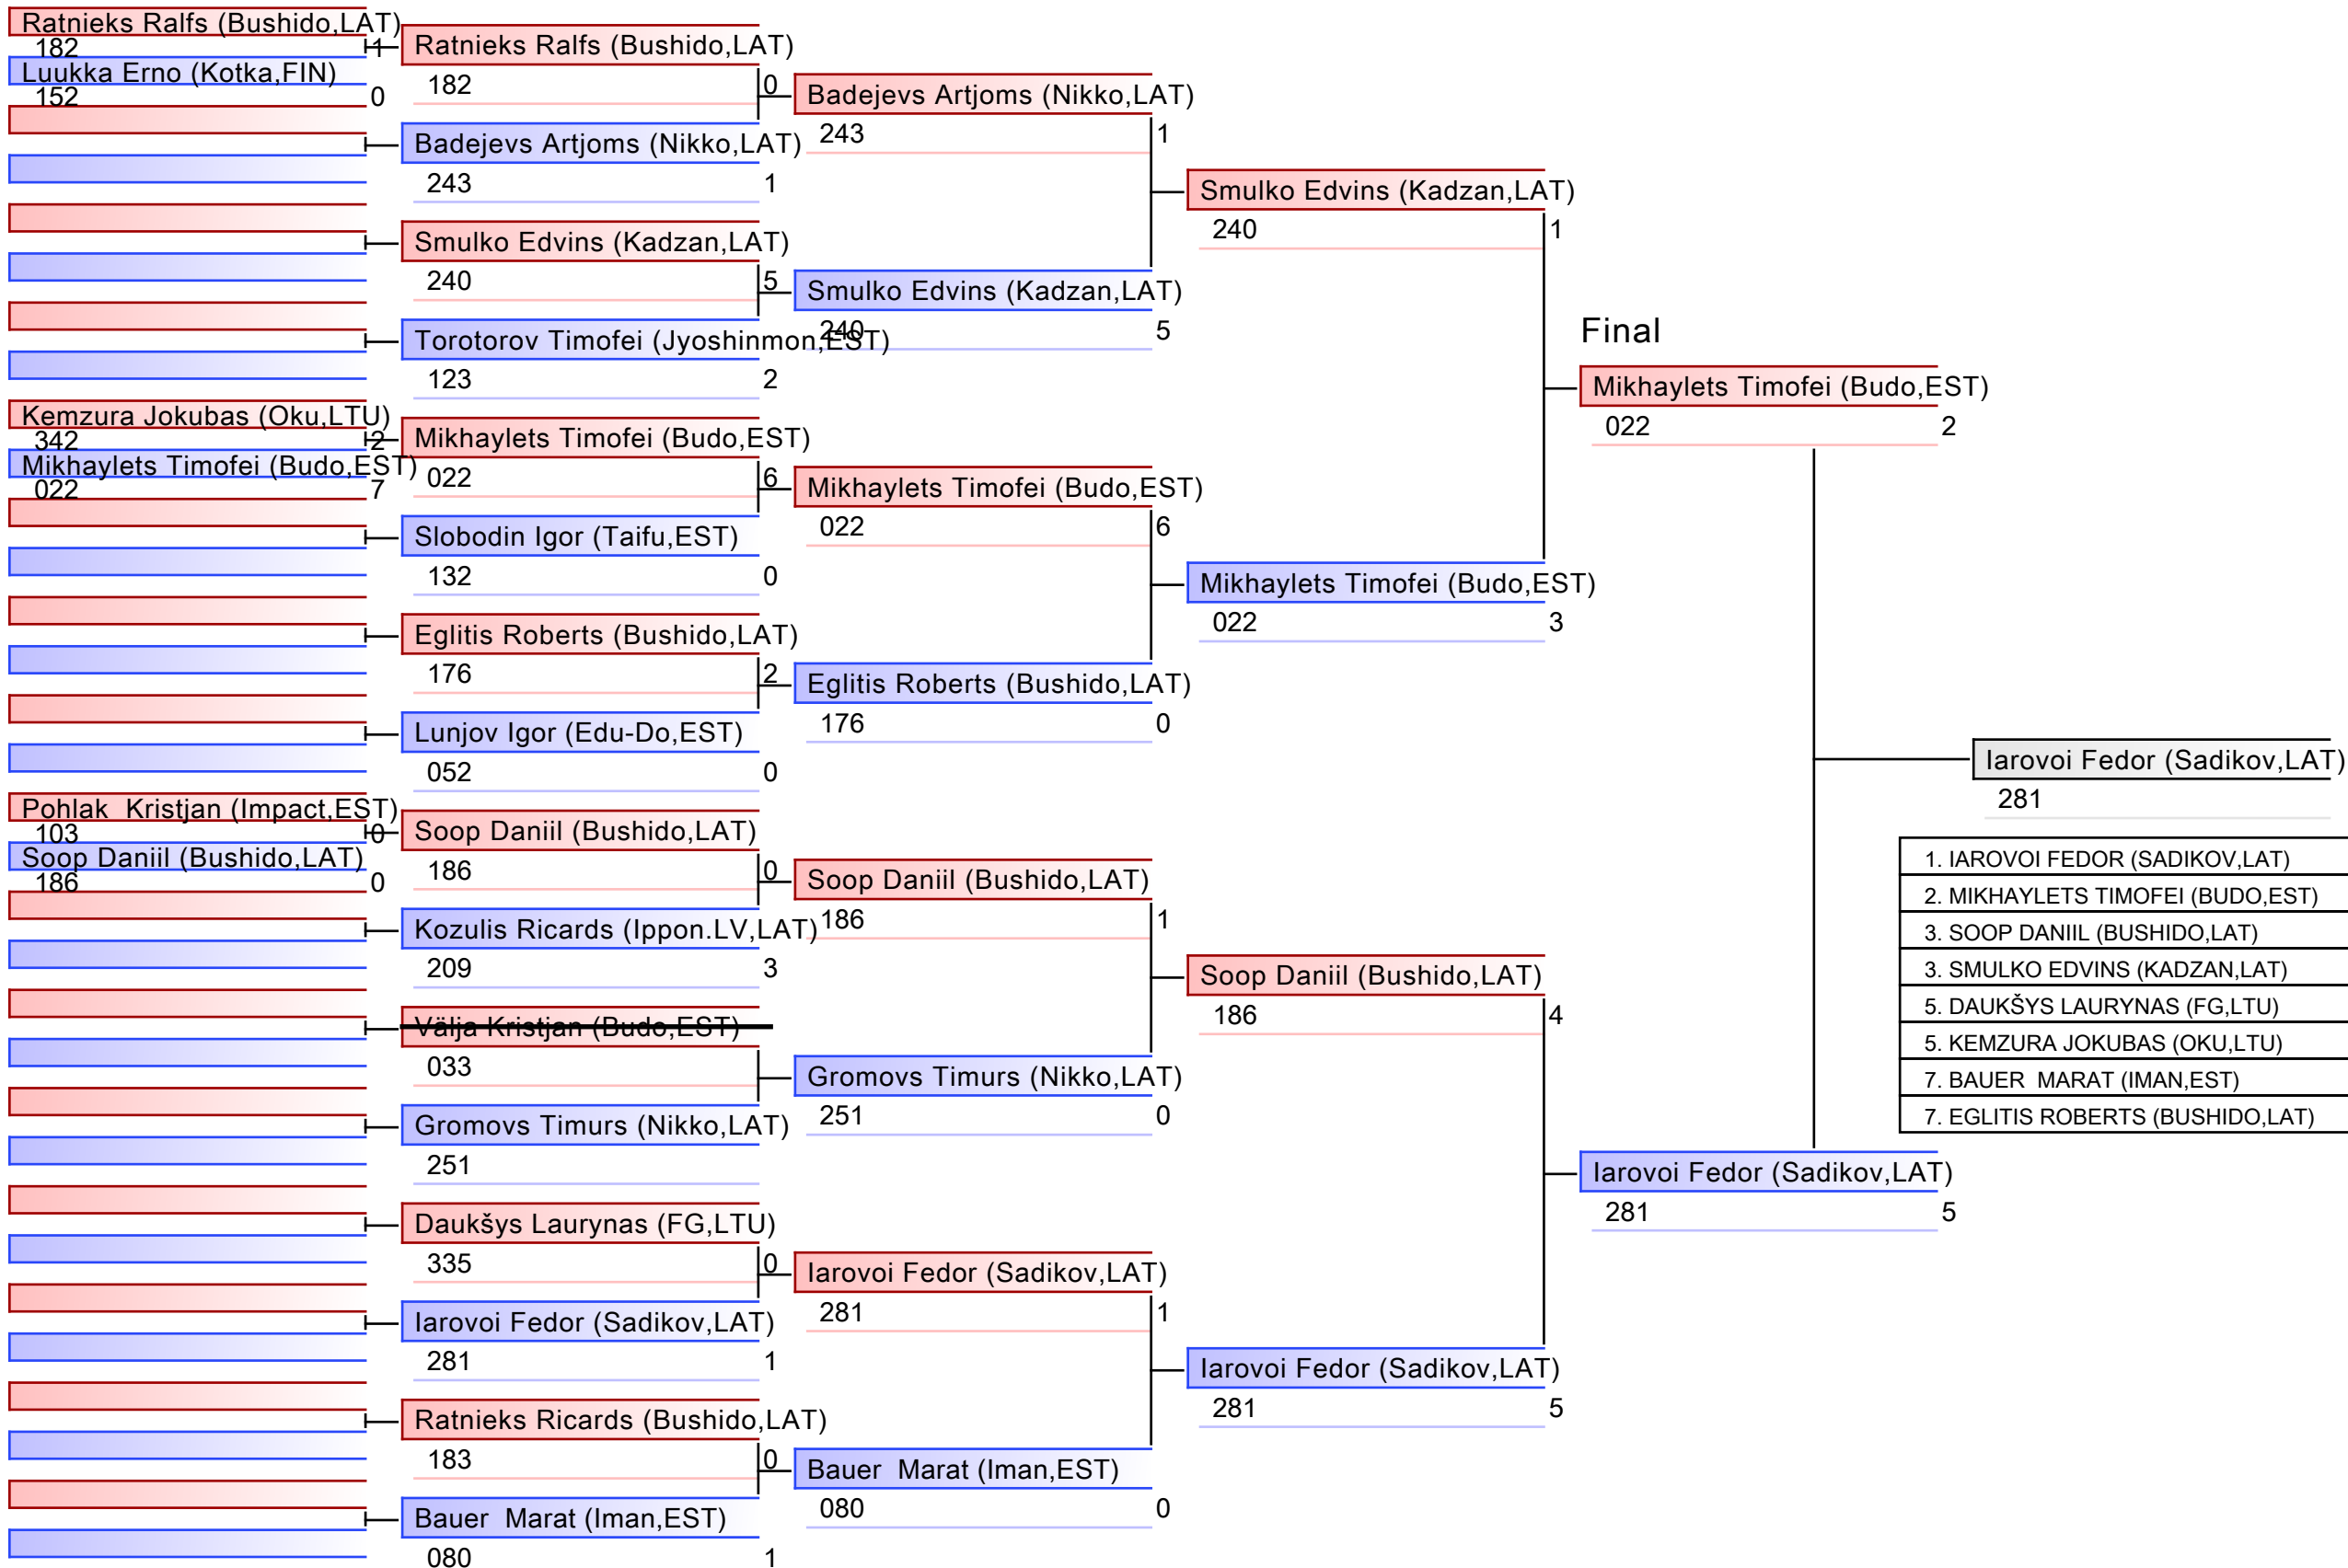 Ratnieks Ralfs (Bushido,LAT)
182 1
Luukka Erno (Kotka,FIN)
152 0
Kemzura Jokubas (Oku,LTU)
342 2
Mikhaylets Timofei (Budo,EST)
022 7
Pohlak  Kristjan (Impact,EST)
103 0
Soop Daniil (Bushido,LAT)
186 0
Ratnieks Ralfs (Bushido,LAT)
182 0
Badejevs Artjoms (Nikko,LAT)
243 1
Smulko Edvins (Kadzan,LAT)
240 5
Torotorov Timofei (Jyoshinmon,EST)
123 2
Mikhaylets Timofei (Budo,EST)
022 6
Slobodin Igor (Taifu,EST)
132 0
Eglitis Roberts (Bushido,LAT)
176 2
Lunjov Igor (Edu-Do,EST)
052 0
Soop Daniil (Bushido,LAT)
186 0
Kozulis Ricards (Ippon.LV,LAT)
209 3
Välja Kristjan (Budo,EST)
033
Gromovs Timurs (Nikko,LAT)
251
Daukšys Laurynas (FG,LTU)
335 0
Iarovoi Fedor (Sadikov,LAT)
281 1
Ratnieks Ricards (Bushido,LAT)
183 0
Bauer  Marat (Iman,EST)
080 1
Badejevs Artjoms (Nikko,LAT)
243 1
Smulko Edvins (Kadzan,LAT)
240 5
Mikhaylets Timofei (Budo,EST)
022 6
Eglitis Roberts (Bushido,LAT)
176 0
Soop Daniil (Bushido,LAT)
186 1
Gromovs Timurs (Nikko,LAT)
251 0
Iarovoi Fedor (Sadikov,LAT)
281 1
Bauer  Marat (Iman,EST)
080 0
Smulko Edvins (Kadzan,LAT)
240 1
Mikhaylets Timofei (Budo,EST)
022 3
Soop Daniil (Bushido,LAT)
186 4
Iarovoi Fedor (Sadikov,LAT)
281 5
Final
Mikhaylets Timofei (Budo,EST)
022 2
Iarovoi Fedor (Sadikov,LAT)
281 5
Iarovoi Fedor (Sadikov,LAT)
281
1. IAROVOI FEDOR (SADIKOV,LAT)
2. MIKHAYLETS TIMOFEI (BUDO,EST)
3. SOOP DANIIL (BUSHIDO,LAT)
3. SMULKO EDVINS (KADZAN,LAT)
5. DAUKŠYS LAURYNAS (FG,LTU)
5. KEMZURA JOKUBAS (OKU,LTU)
7. BAUER  MARAT (IMAN,EST)
7. EGLITIS ROBERTS (BUSHIDO,LAT)